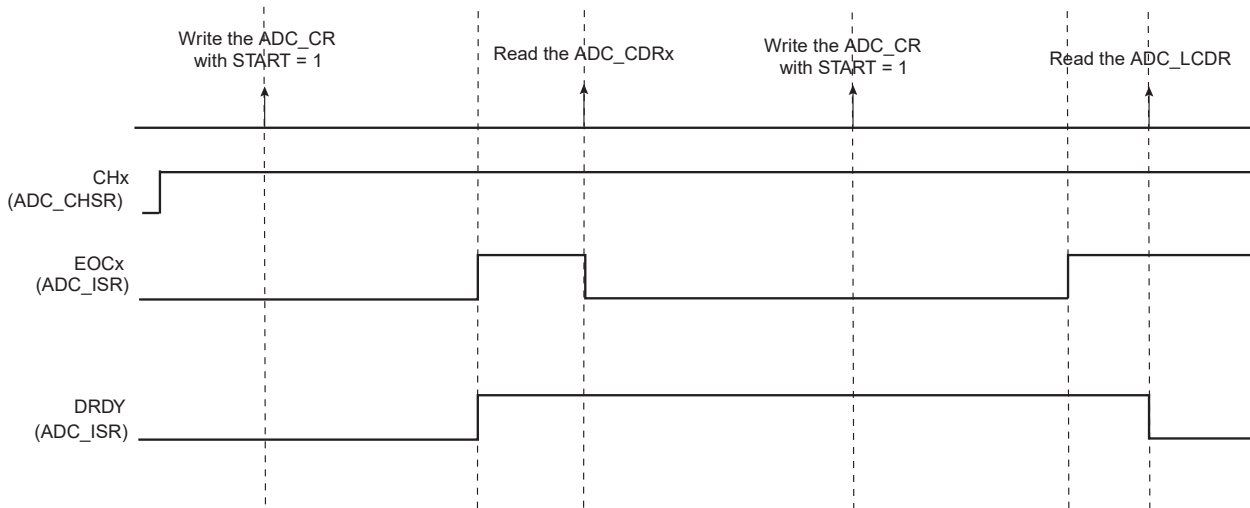 Write the ADC_CR
with START = 1
Read the ADC_CDRx
Write the ADC_CR
with START = 1
Read the ADC_LCDR
CHx
(ADC_CHSR)
EOCx
(ADC_ISR)
DRDY
(ADC_ISR)